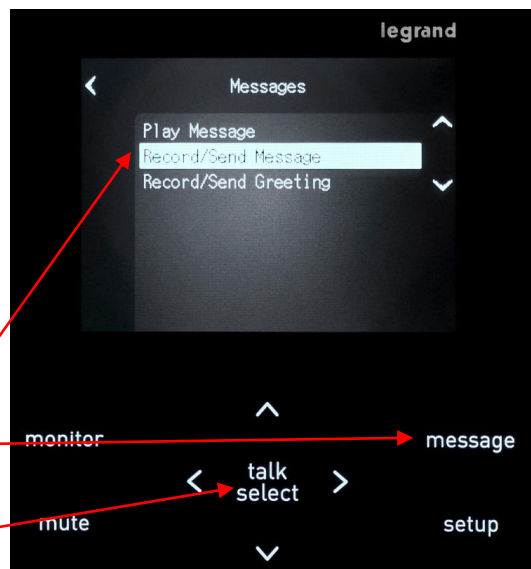 legrand
Messages
Play Message
Record/Send Message
Record/Send Greeting
monitor
message
talk
select
mute
setup